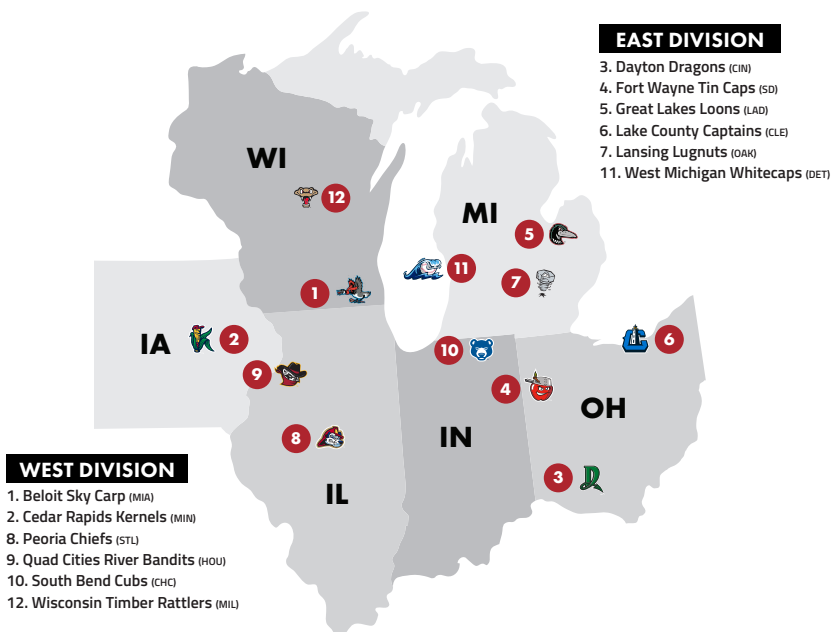 EAST DIVISION
3. Dayton Dragons (CIN)
4. Fort Wayne Tin Caps (SD)
5. Great Lakes Loons (LAD)
6. Lake County Captains (CLE)
7. Lansing Lugnuts (OAK)
11. West Michigan Whitecaps (DET)
WI
12
MI
5
11
7
1
IA
2
6
10
9
4
OH
IN
8
3
IL
WEST DIVISION
1. Beloit Sky Carp (MIA)
2. Cedar Rapids Kernels (MIN)
8. Peoria Chiefs (STL)
9. Quad Cities River Bandits (HOU)
10. South Bend Cubs (CHC)
12. Wisconsin Timber Rattlers (MIL)